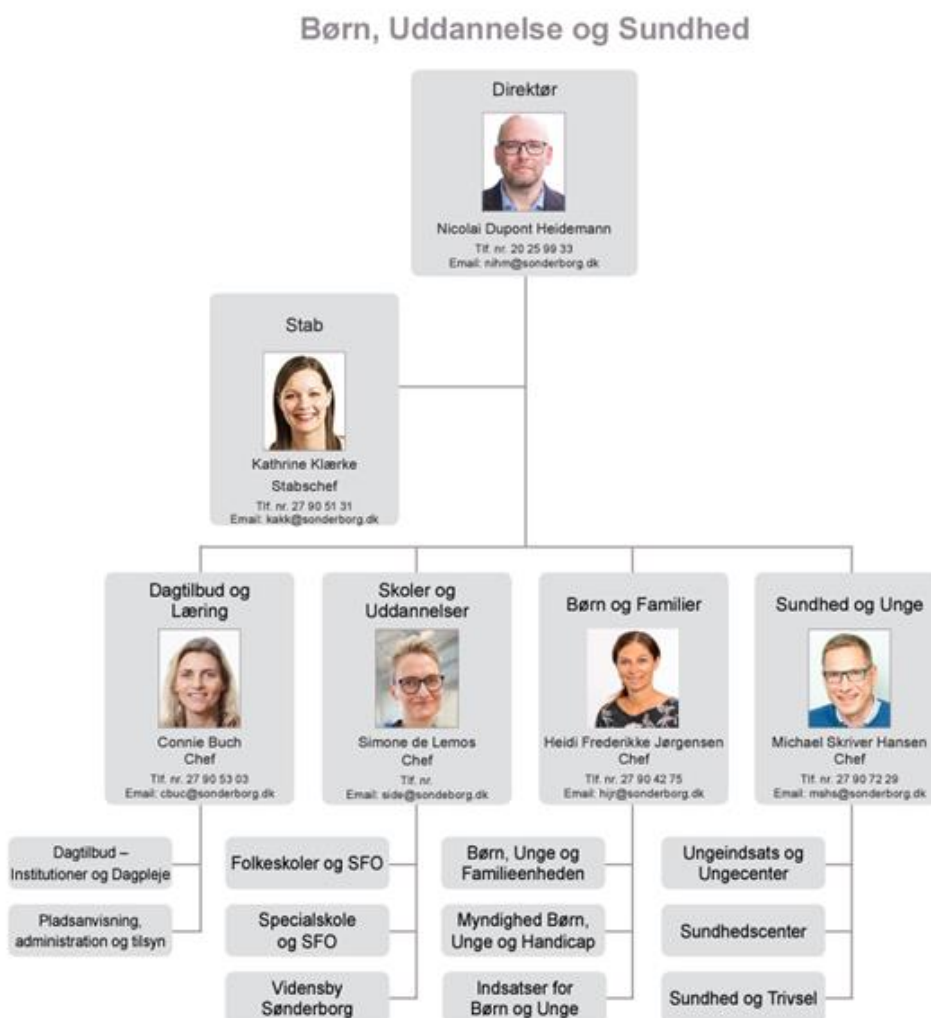 Børn, Uddannelse og Sundhed
Direktør
Nicolai Dupont Heidemann
Tlf. nr. 20 25 99 33
Email: nihm@sonderborg.dk
Stab
Kathrine Klærke
Stabschef
Tlf. nr. 27 90 51 31
Email: kakk@sonderborg.dk
Dagtilbud og
Læring
Connie Buch
Chef
Tlf. nr. 27 90 53 03
Email: cbuc@sonderborg.dk
Skoler og
Uddannelser
Simone de Lemos
Chef
Tlf. nr.
Email: side@sondeborg.dk
Børn og Familier
Heidi Frederikke Jørgensen
Chef
Tlf. nr. 27 90 42 75
Email: hijr@sonderborg.dk
Sundhed og Unge
Michael Skriver Hansen
Chef
Tlf. nr. 27 90 72 29
Email: mshs@sonderborg.dk
Dagtilbud –
Institutioner og Dagpleje
Pladsanvisning,
administration og tilsyn
Folkeskoler og SFO
Specialskole
og SFO
Vidensby
Sønderborg
Børn, Unge og
Familieenheden
Myndighed Børn,
Unge og Handicap
Indsatser for
Børn og Unge
Ungeindsats og
Ungecenter
Sundhedscenter
Sundhed og Trivsel